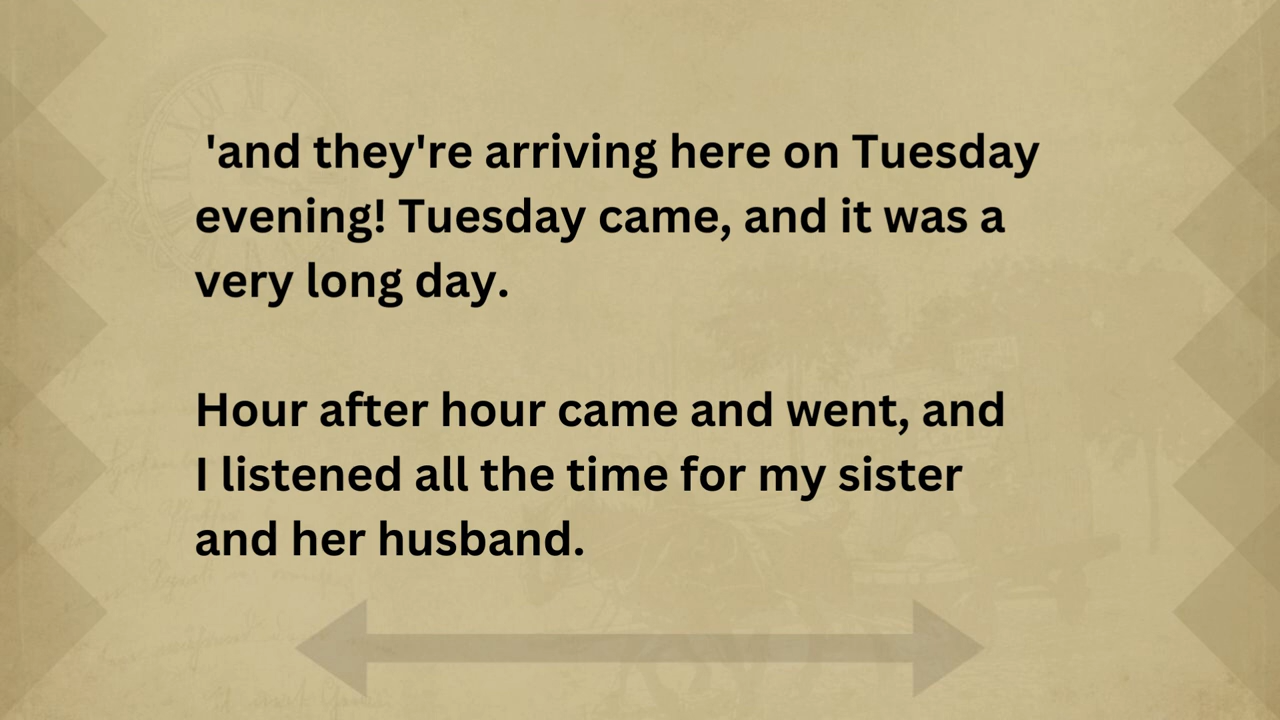 'and they're arriving here on Tuesday
evening! Tuesday came, and it was a
very long day.
Hour after hour came and went, and
I listened all the time for my sister
and her husband.